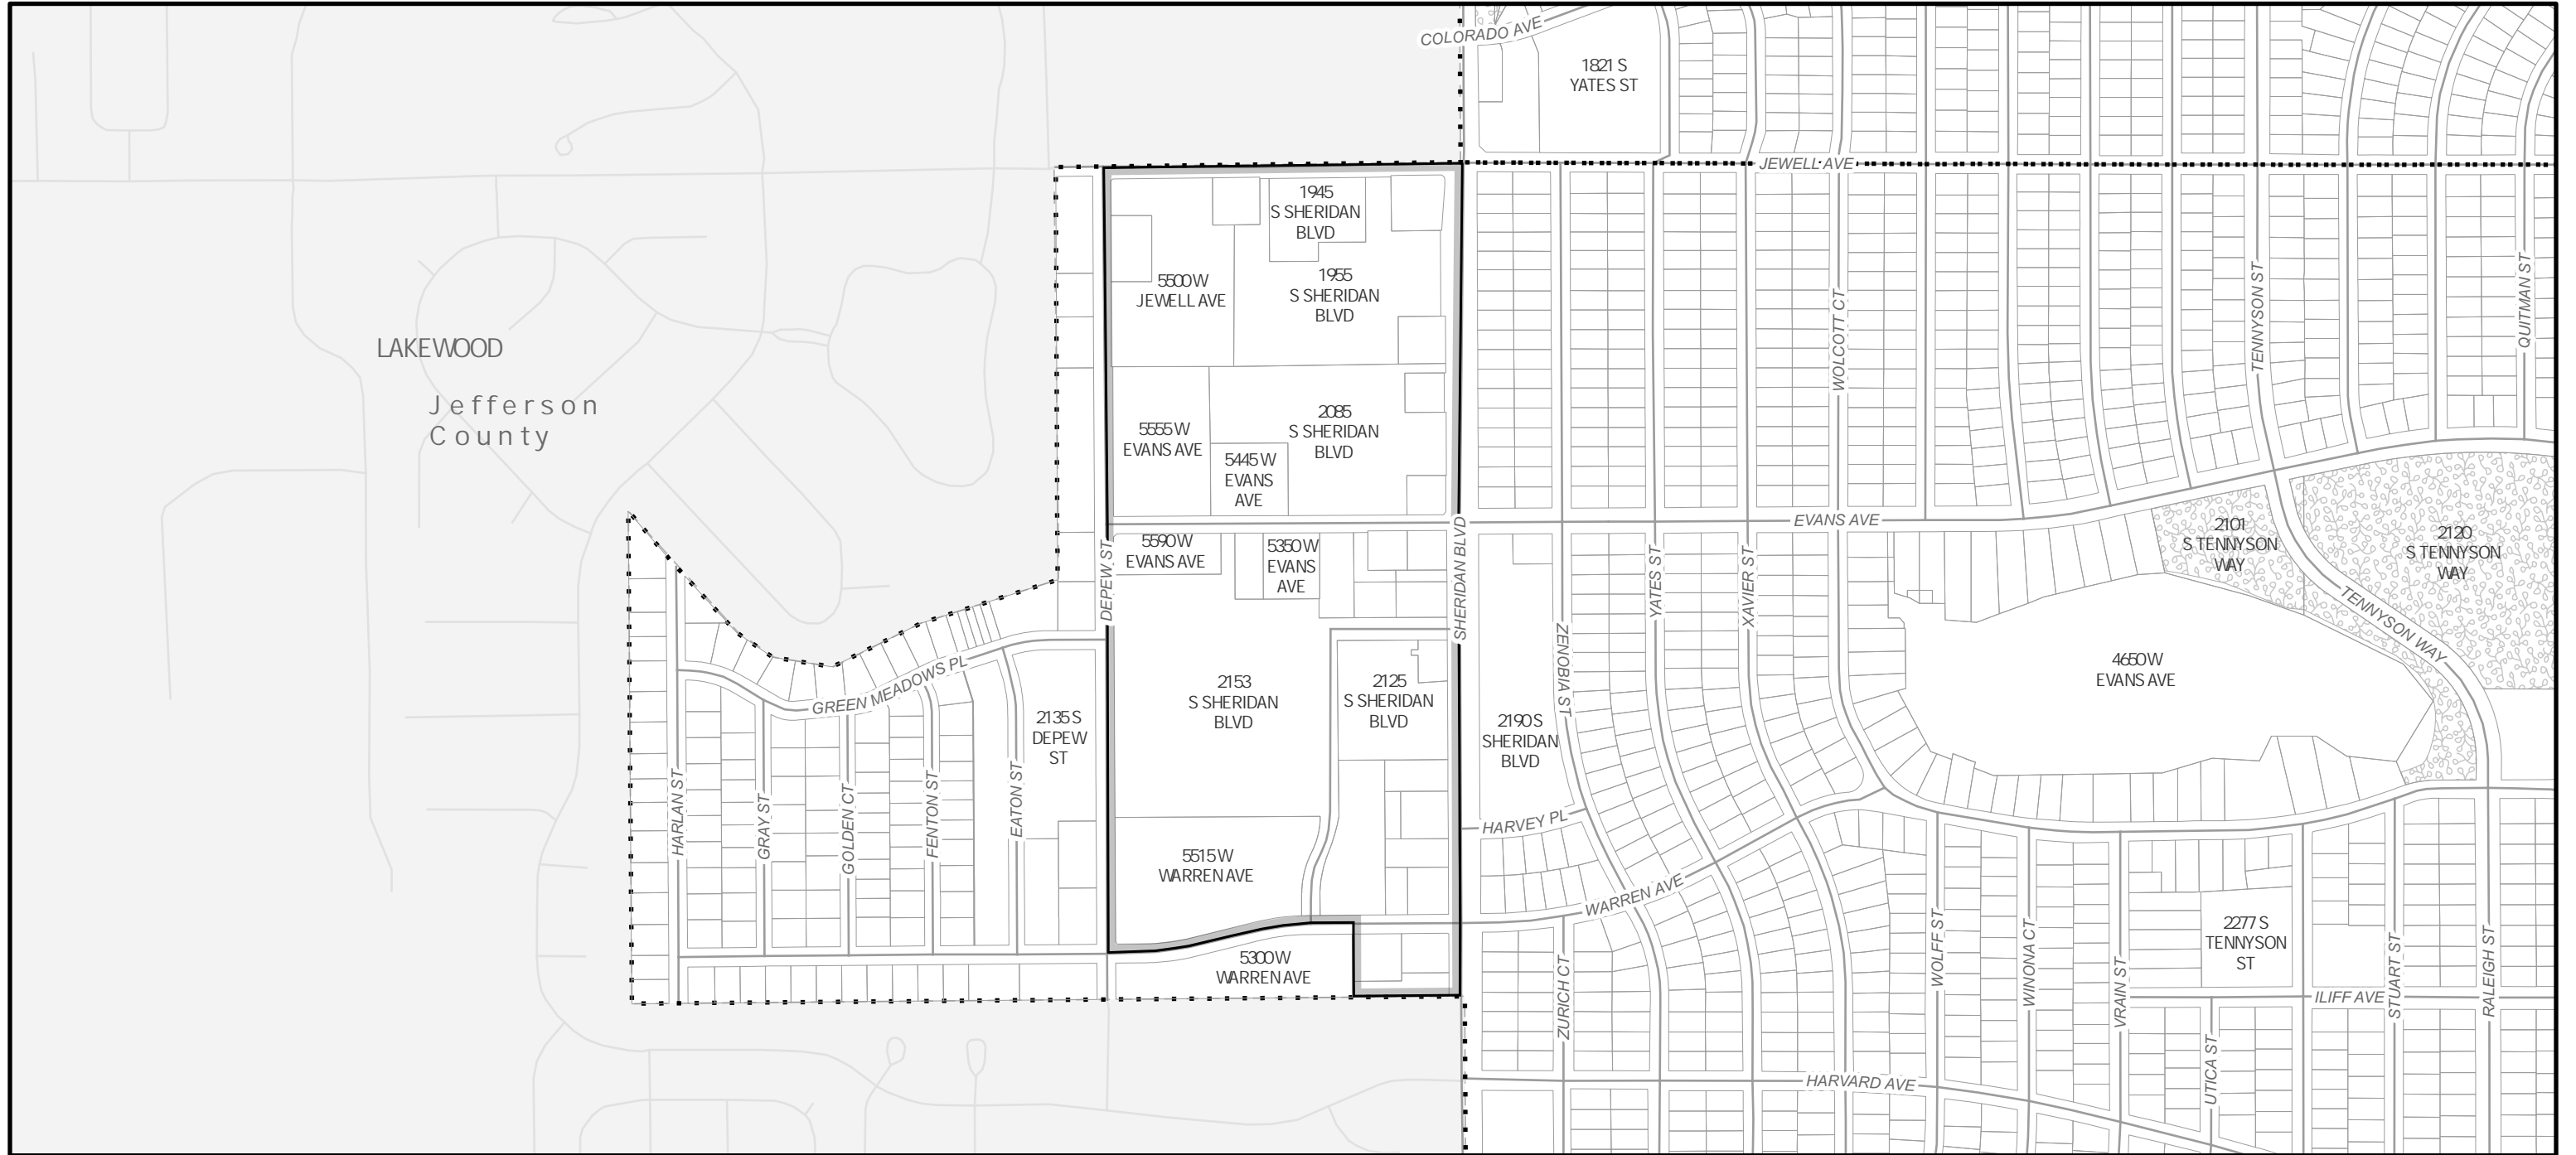 COLORADO AVE
1821 S
YATES ST
JEWELL AVE
1945
S SHERIDAN
BLVD
5500 W
JEWELL AVE
1955
S SHERIDAN
BLVD
LAKEWOOD
Jefferson
County
WOLCOTT CT
TENNYSON ST
QUITMAN ST
5555 W
EVANS AVE
2085
S SHERIDAN
BLVD
5445 W
EVANS
AVE
EVANS AVE
5590 W
EVANS AVE
5350 W
EVANS
AVE
DEPEW ST
SHERIDAN BLVD
YATES ST
XAVIER ST
ZENOBIA ST
2101
S TENNYSON
WAY
2120
S TENNYSON
WAY
TENNYSON WAY
4650 W
EVANS AVE
GREEN MEADOWS PL
2135 S
DEPEW
ST
2153
S SHERIDAN
BLVD
2125
S SHERIDAN
BLVD
2190 S
SHERIDAN
BLVD
HARLAN ST
GRAY ST
GOLDEN CT
FENTON ST
EATON ST
HARVEY PL
5515 W
WARREN AVE
WARREN AVE
5300 W
WARREN AVE
ZURICH CT
WOLFF ST
WINONA CT
VRAIN ST
2277 S
TENNYSON
ST
STUART ST
RALEIGH ST
ILIFF AVE
UTICA ST
HARVARD AVE